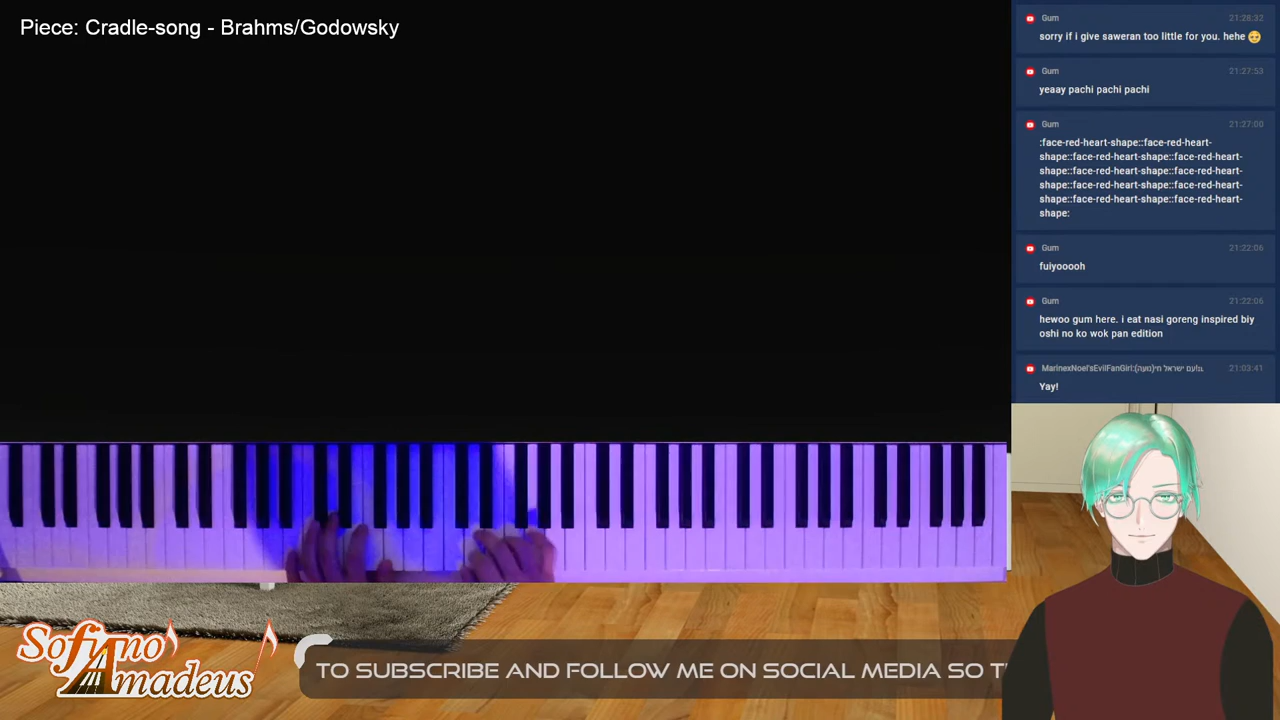 Piece: Cradle-song - Brahms/Godowsky
Gum 21:28:32
sorry if i give saweran too little for you. hehe
Gum 21:27:53
yeaay pachi pachi pachi
Gum 21:27:00
:face-red-heart-shape::face-red-heart-
shape::face-red-heart-shape::face-red-heart-
shape::face-red-heart-shape::face-red-heart-
shape::face-red-heart-shape::face-red-heart-
shape::face-red-heart-shape::face-red-heart-
shape:
Gum 21:22:06
fuiyooooh
Gum 21:22:06
hewoo gum here. i eat nasi goreng inspired biy
oshi no ko wok pan edition
MarinexNoel'sEvilFanGirl 21:03:41
Yay!
Sofiano
Amadeus
TO SUBSCRIBE AND FOLLOW ME ON SOCIAL MEDIA SO